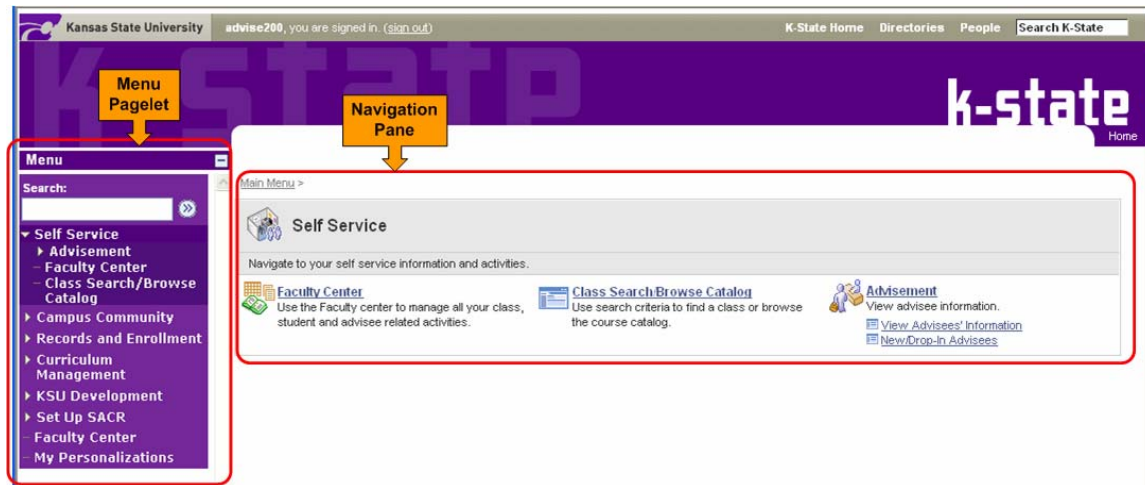 Kansas State University
advise200, you are signed in. (sign out)
K-State Home Directories People Search K-State
k-state
k-state
Home
Menu
Pagelet
Navigation
Pane
Menu
Search:
Self Service
Advisement
Faculty Center
Class Search/Browse
Catalog
Campus Community
Records and Enrollment
Curriculum
Management
KSU Development
Set Up SACR
Faculty Center
My Personalizations
Main Menu >
Self Service
Navigate to your self service information and activities.
Faculty Center
Use the Faculty center to manage all your class,
student and advisee related activities.
Class Search/Browse Catalog
Use search criteria to find a class or browse
the course catalog.
Advisement
View advisee information.
View Advisees' Information
New/Drop-In Advisees